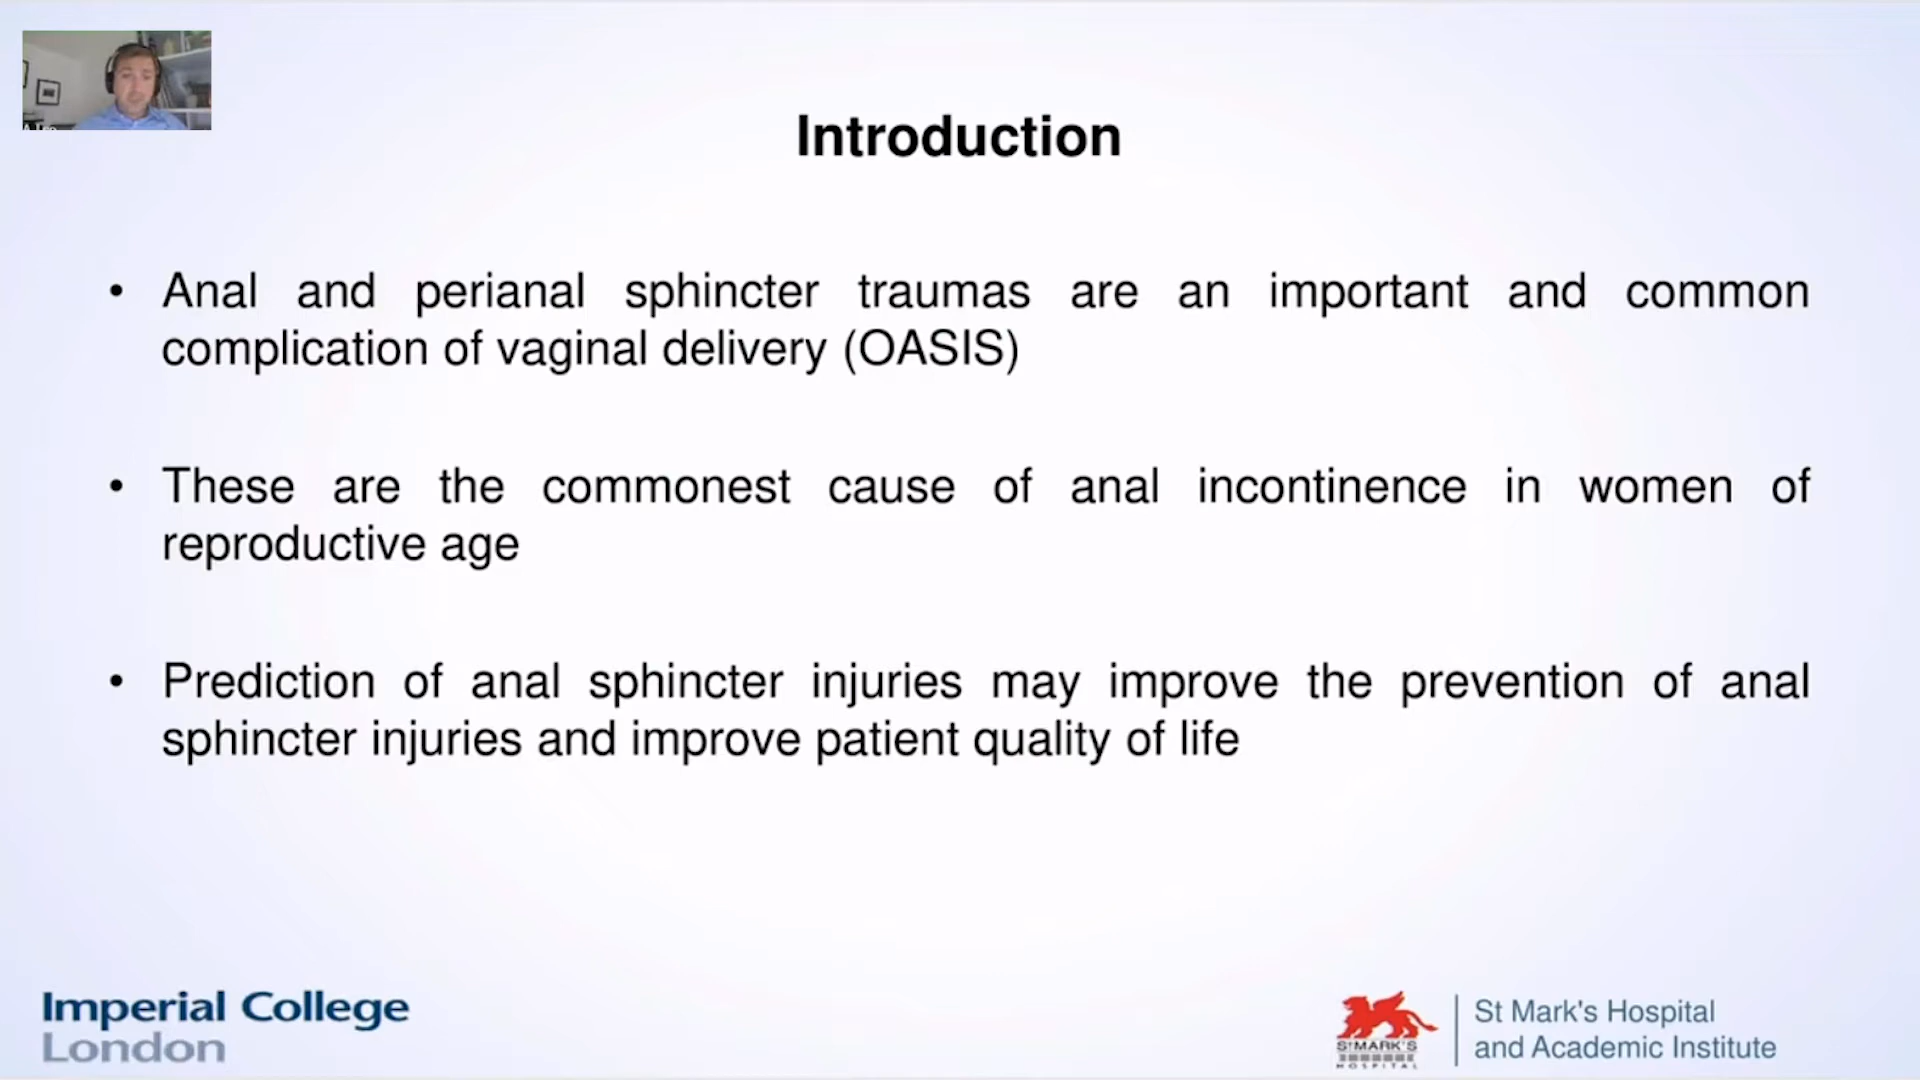 Introduction
• Anal and perianal sphincter traumas are an important and common
complication of vaginal delivery (OASIS)
• These are the commonest cause of anal incontinence in women of
reproductive age
• Prediction of anal sphincter injuries may improve the prevention of anal
sphincter injuries and improve patient quality of life
Imperial College
London
ST MARK'S
HOSPITAL
St Mark's Hospital
and Academic Institute